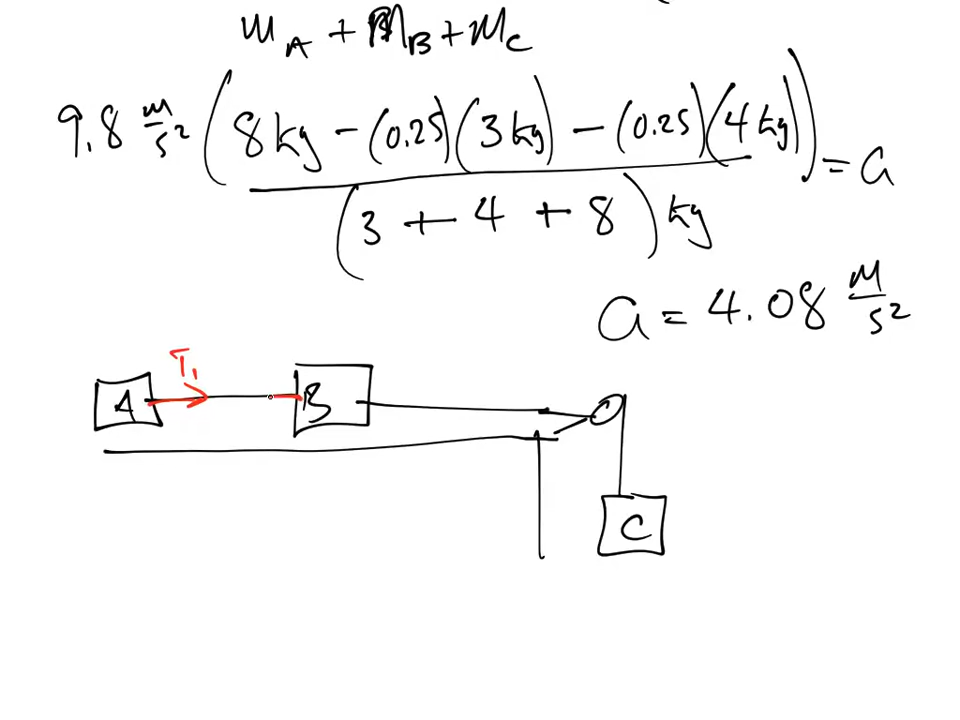 m_A + m_B + m_C
9.8 m/s² ( 8 kg - (0.25)(3 kg) - (0.25)(4 kg) ) = a
(3 + 4 + 8) kg
a = 4.08 m/s²
T₁
A B
C